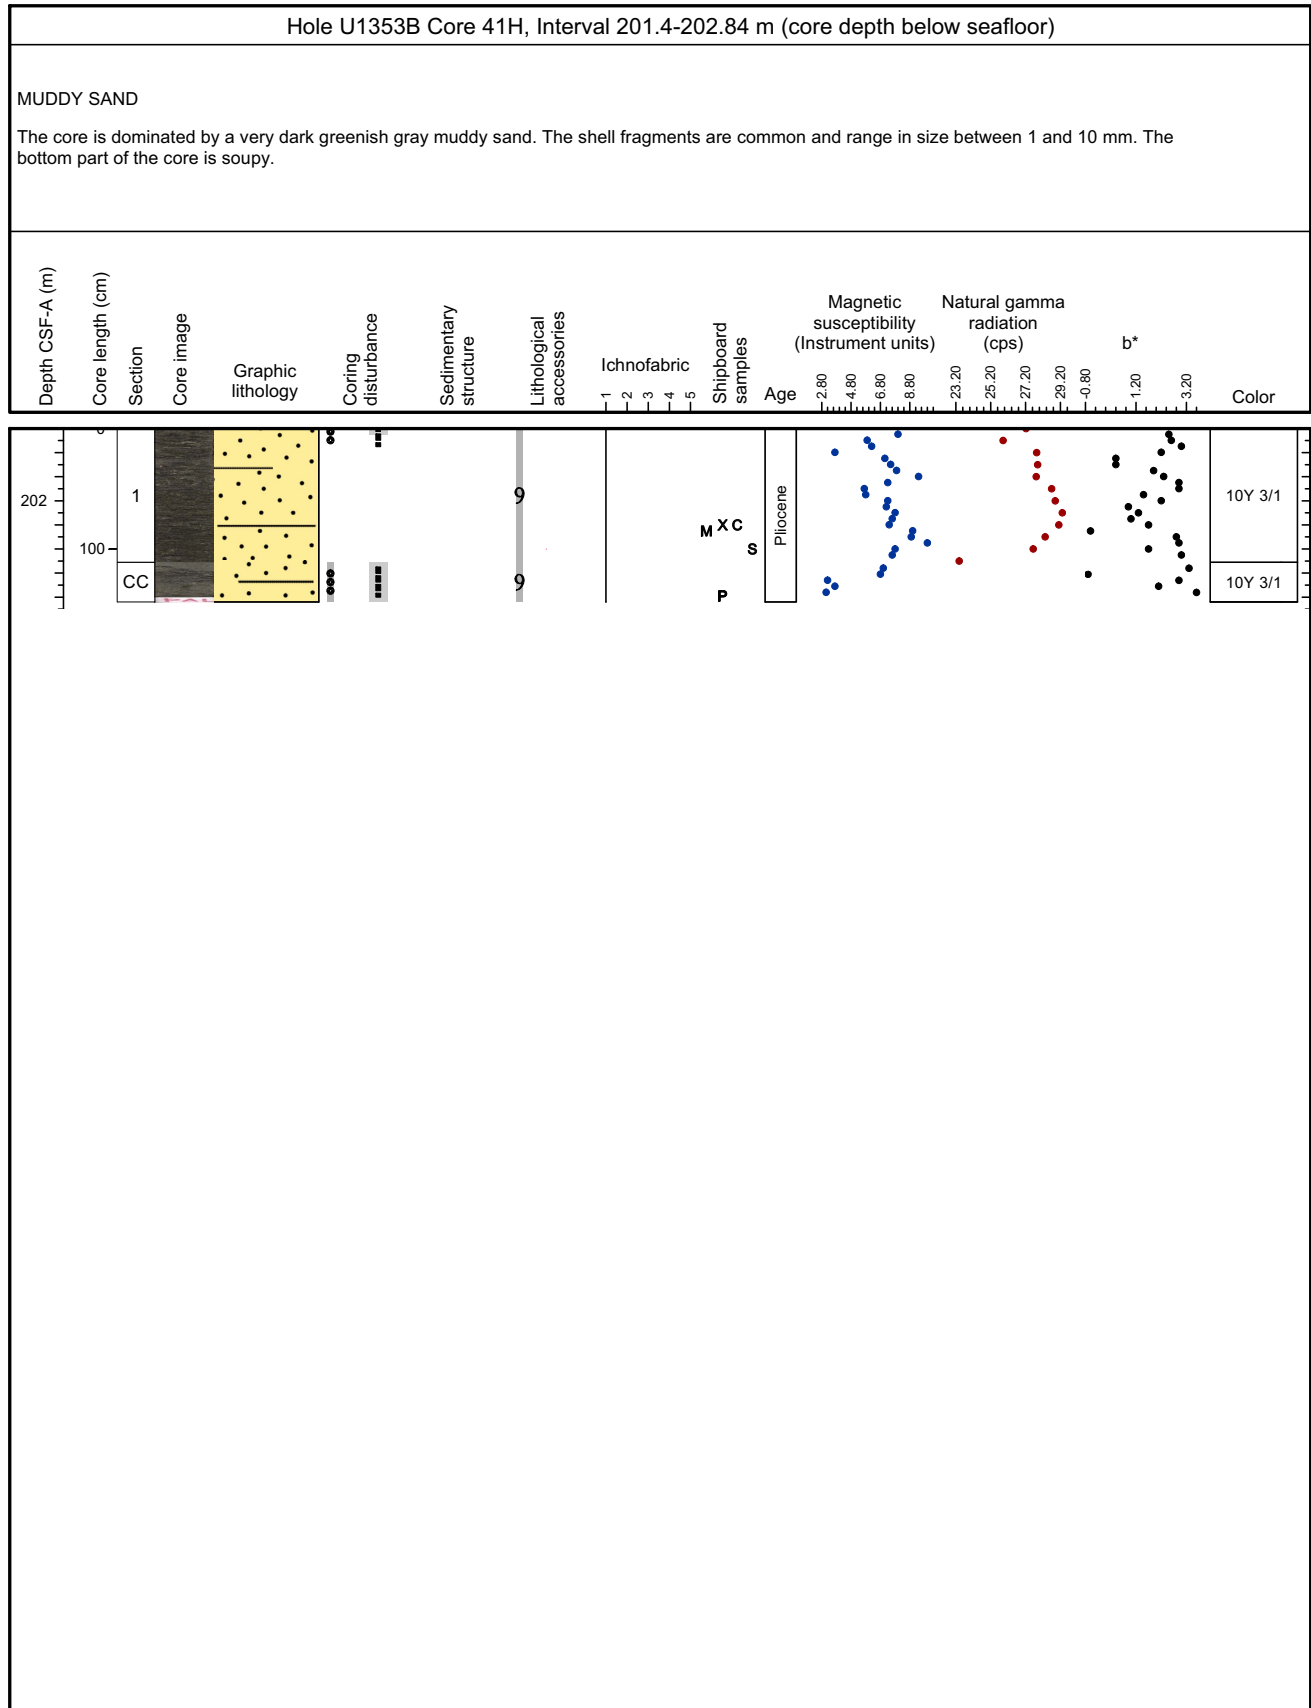 Hole U1353B Core 41H, Interval 201.4-202.84 m (core depth below seafloor)
MUDDY SAND
The core is dominated by a very dark greenish gray muddy sand. The shell fragments are common and range in size between 1 and 10 mm. The
bottom part of the core is soupy.
Depth CSF-A (m)
Core length (cm)
Section
Core image
Graphic
lithology
Coring
disturbance
Sedimentary
structure
Lithological
accessories
Ichnofabric
1 2 3 4 5
Shipboard
samples
Age
Magnetic
susceptibility
(Instrument units)
2.80 4.80 6.80 8.80
Natural gamma
radiation
(cps)
23.20 25.20 27.20 29.20
b*
-0.80 1.20 3.20
Color
0
202
100
1
CC
M X C
S
P
Pliocene
10Y 3/1
10Y 3/1